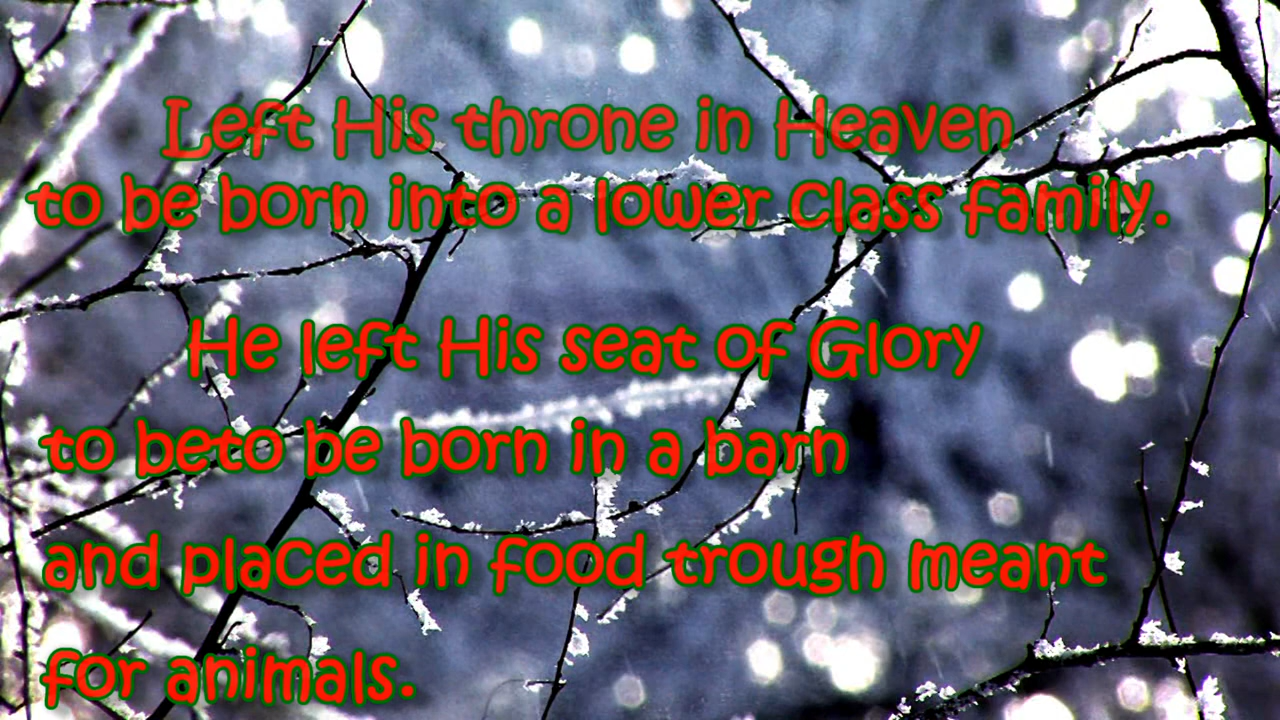 Left His throne in Heaven
to be born into a lower class family.
He left His seat of Glory
to beto be born in a barn
and placed in food trough meant
for animals.